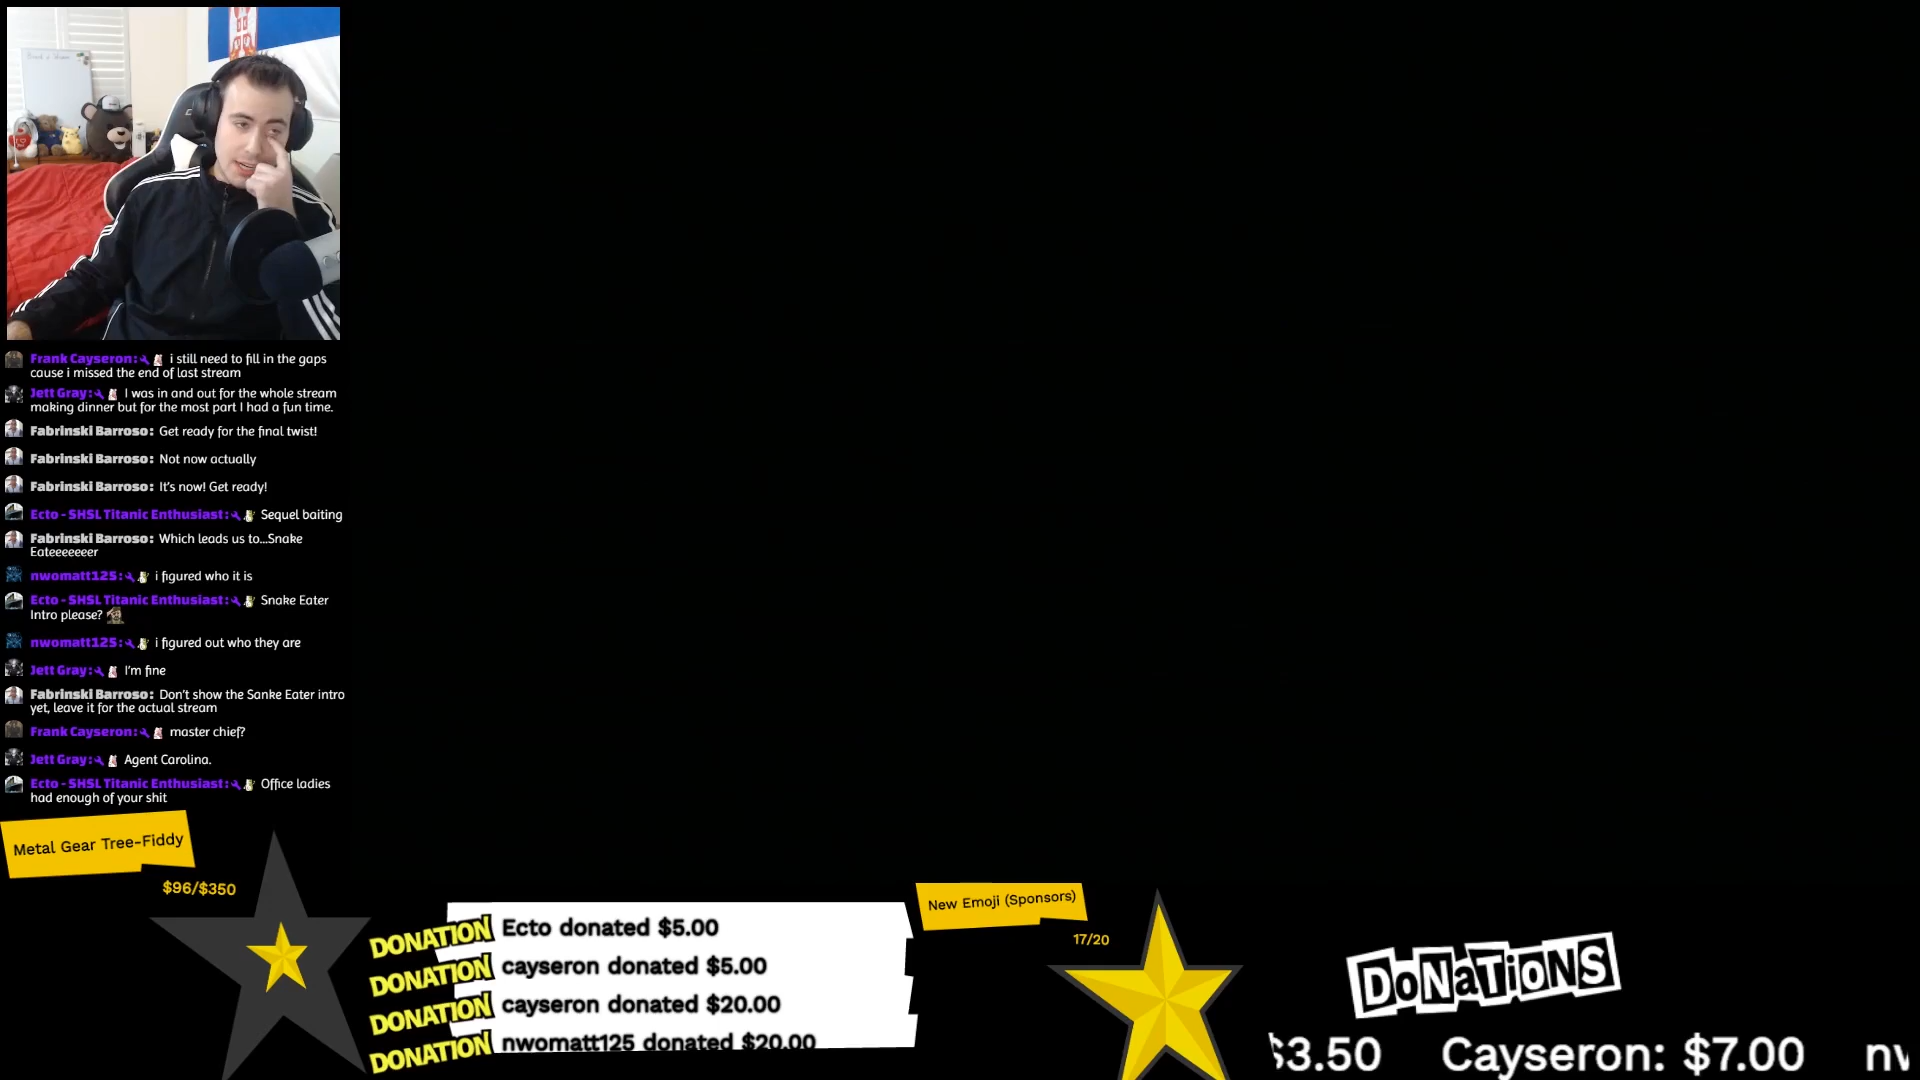 Frank Cayseron: i still need to fill in the gaps
cause i missed the end of last stream
Jett Gray: I was in and out for the whole stream
making dinner but for the most part I had a fun time.
Fabrinski Barroso: Get ready for the final twist!
Fabrinski Barroso: Not now actually
Fabrinski Barroso: It's now! Get ready!
Ecto - SHSL Titanic Enthusiast: Sequel baiting
Fabrinski Barroso: Which leads us to...Snake
Eateeeeeeer
nwomatt125: i figured who it is
Ecto - SHSL Titanic Enthusiast: Snake Eater
Intro please?
nwomatt125: i figured out who they are
Jett Gray: I'm fine
Fabrinski Barroso: Don't show the Sanke Eater intro
yet, leave it for the actual stream
Frank Cayseron: master chief?
Jett Gray: Agent Carolina.
Ecto - SHSL Titanic Enthusiast: Office ladies
had enough of your shit
Metal Gear Tree-Fiddy
$96/$350
DONATION Ecto donated $5.00
DONATION cayseron donated $5.00
DONATION cayseron donated $20.00
DONATION nwomatt125 donated $20.00
New Emoji (Sponsors)
17/20
DoNaTioNS
$3.50 Cayseron: $7.00 nw